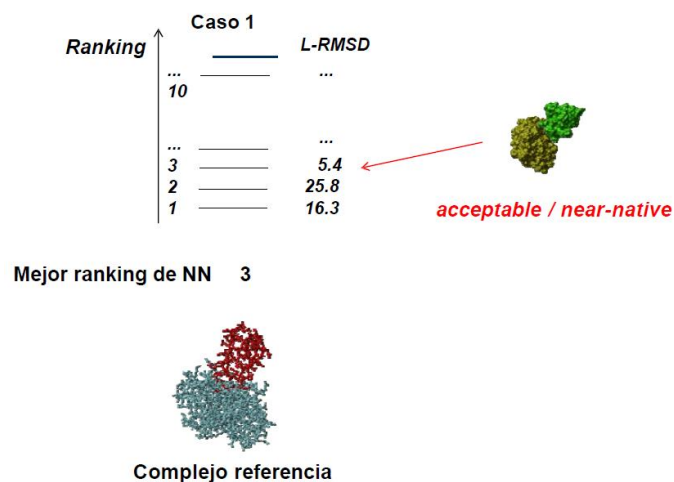 Caso 1
Ranking L-RMSD
... ...
10
... ...
3 5.4
2 25.8
1 16.3
acceptable / near-native
Mejor ranking de NN 3
Complejo referencia